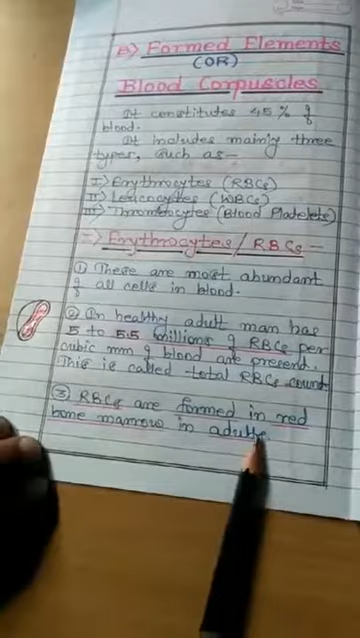 B) Formed Elements
(OR)
Blood Corpuscles
It constitutes 45% of
blood.
It includes mainly three
types, such as—
I) Erythrocytes (RBCs)
II) Leucocytes (WBCs)
III) Thrombocytes (Blood Platelets)
I) Erythrocytes/RBCs —
① These are most abundant
of all cells in blood.
② In healthy adult man has
5 to 5.5 millions of RBCs per
cubic mm of blood are present.
This is called total RBCs count.
③ RBCs are formed in red
bone marrow in adults